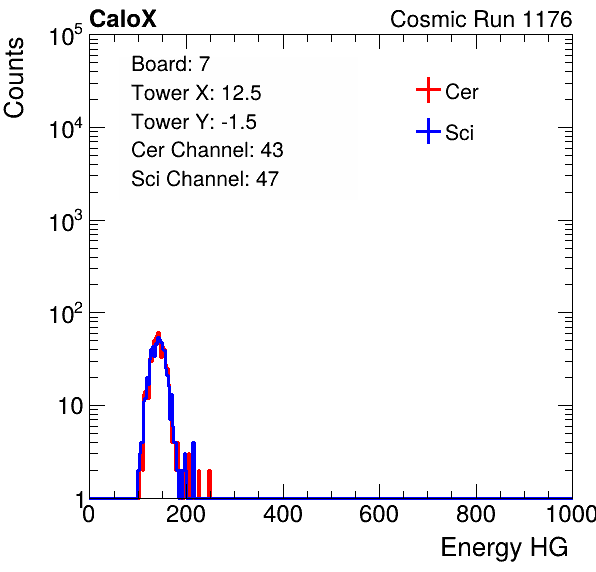 CaloX Cosmic Run 1176
Counts
10^5
10^4
10^3
10^2
10
1
Board: 7
Tower X: 12.5
Tower Y: -1.5
Cer Channel: 43
Sci Channel: 47
Cer
Sci
0 200 400 600 800 1000
Energy HG